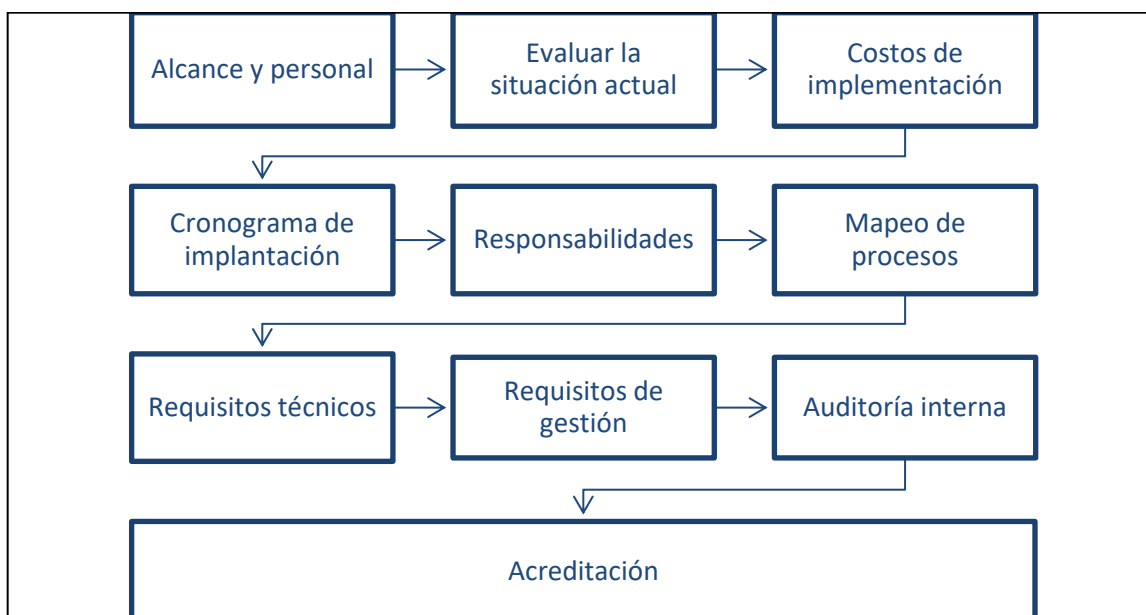 Alcance y personal
Evaluar la
situación actual
Costos de
implementación
Cronograma de
implantación
Responsabilidades
Mapeo de
procesos
Requisitos técnicos
Requisitos de
gestión
Auditoría interna
Acreditación